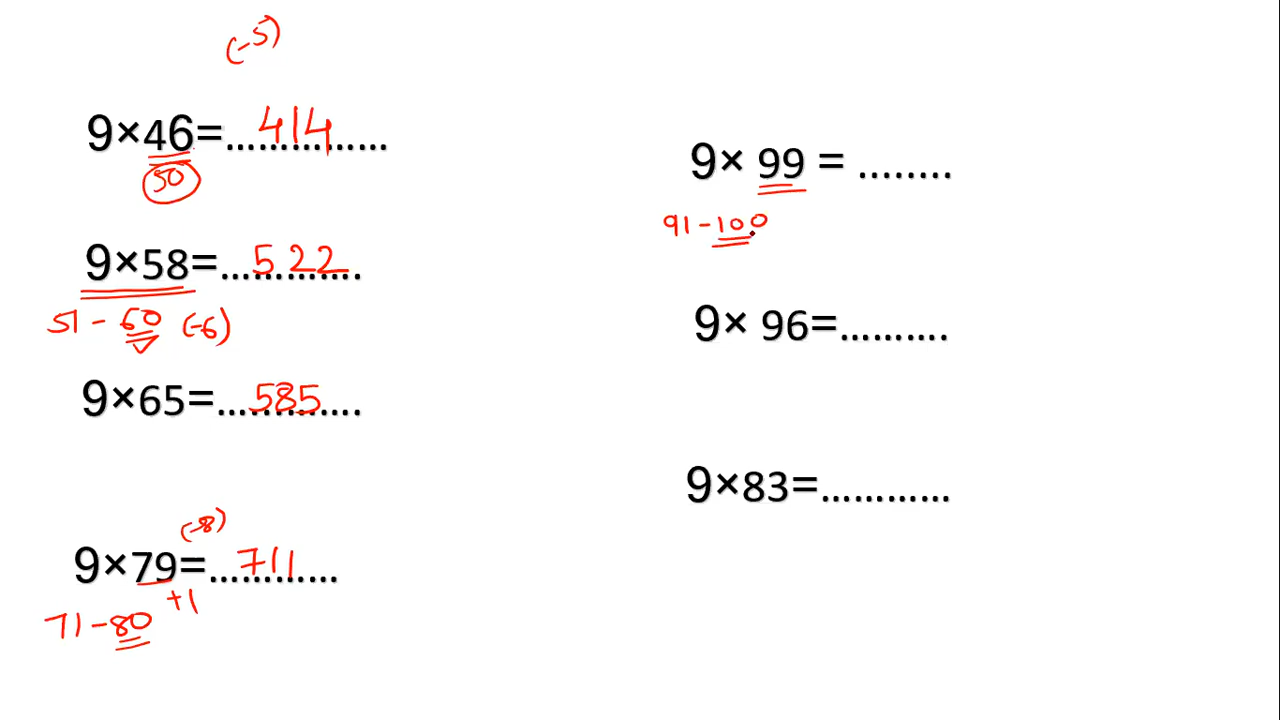 (-5)
9×46=......414.........
50
9×58=...522..........
51 - 60 (-6)
9×65=...585..........
(-8)
9×79=...711.........
+1
71 - 80
9× 99 = ........
91 - 100
9× 96=..........
9×83=............